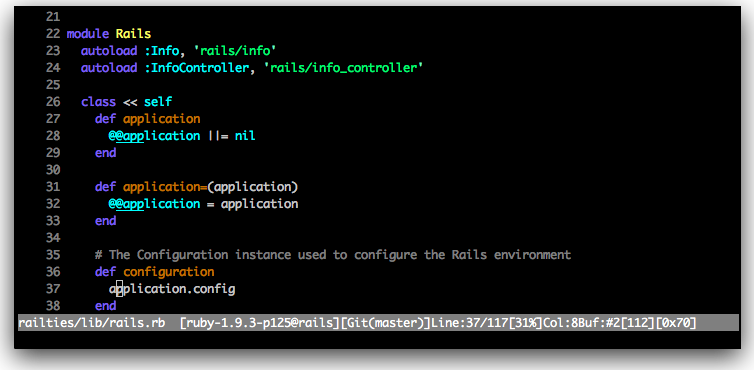 21
22 module Rails
23   autoload :Info, 'rails/info'
24   autoload :InfoController, 'rails/info_controller'
25
26   class << self
27     def application
28       @@application ||= nil
29     end
30
31     def application=(application)
32       @@application = application
33     end
34
35     # The Configuration instance used to configure the Rails environment
36     def configuration
37       application.config
38     end
railties/lib/rails.rb  [ruby-1.9.3-p125@rails][Git(master)]Line:37/117[31%]Col:8Buf:#2[112][0x70]